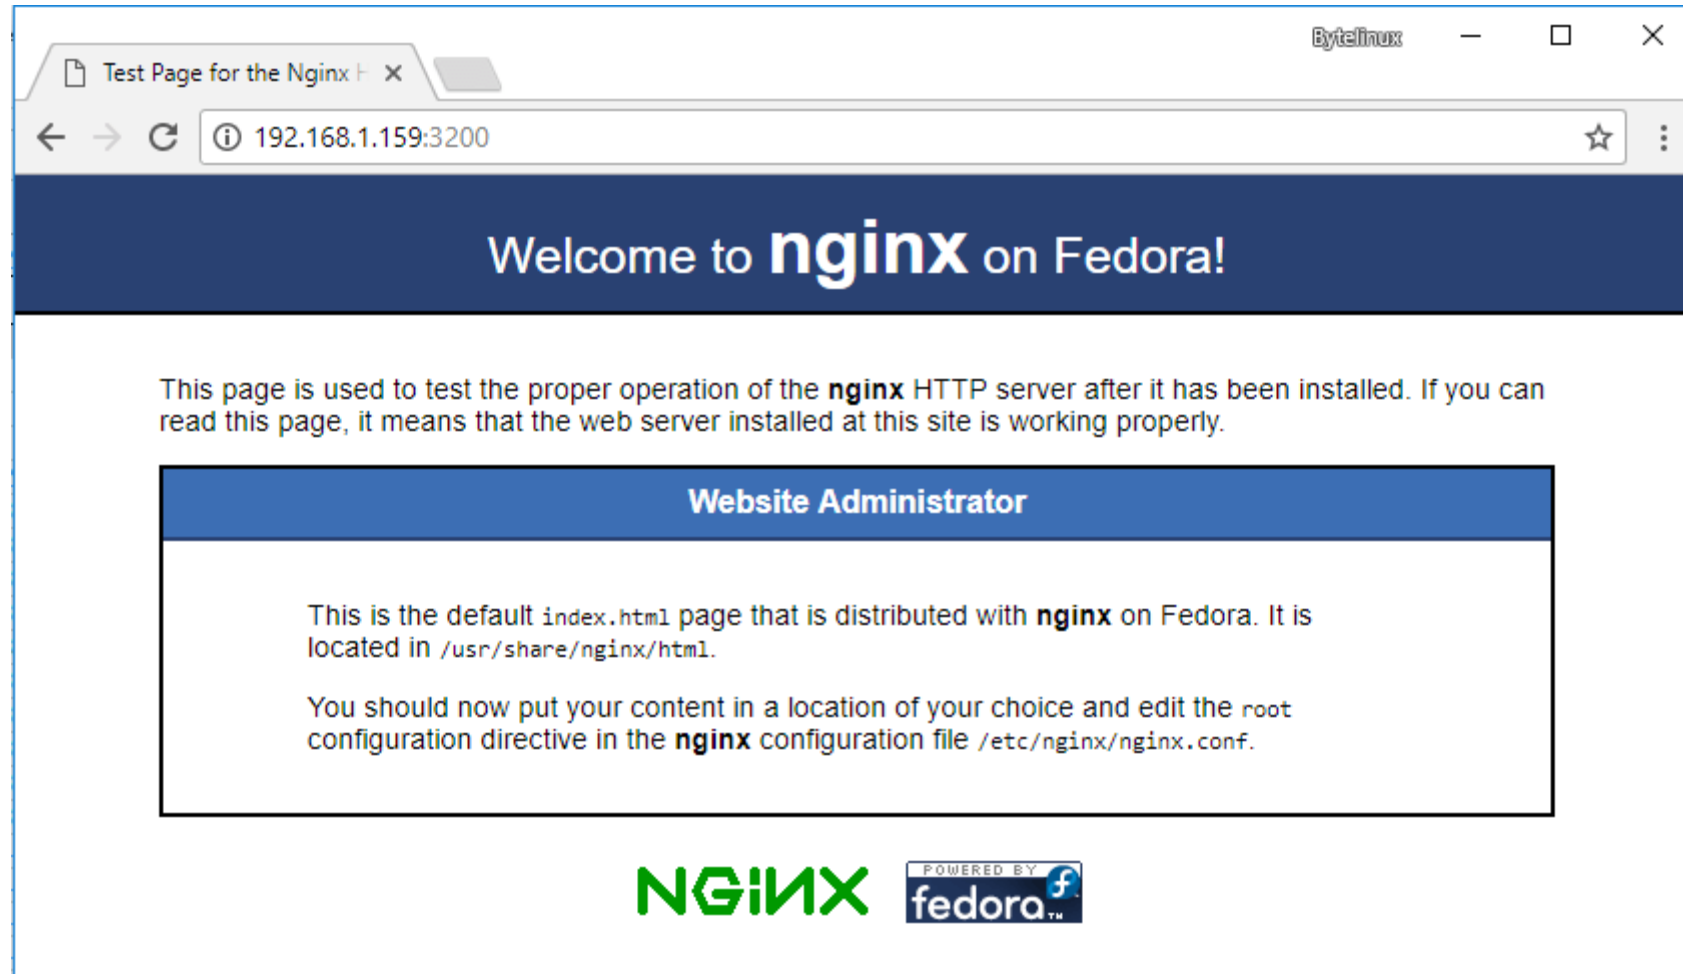 Bytelinux
Test Page for the Nginx H
192.168.1.159:3200
Welcome to nginx on Fedora!
This page is used to test the proper operation of the nginx HTTP server after it has been installed. If you can
read this page, it means that the web server installed at this site is working properly.
Website Administrator
This is the default index.html page that is distributed with nginx on Fedora. It is
located in /usr/share/nginx/html.
You should now put your content in a location of your choice and edit the root
configuration directive in the nginx configuration file /etc/nginx/nginx.conf.
NGiNX
POWERED BY
fedora™